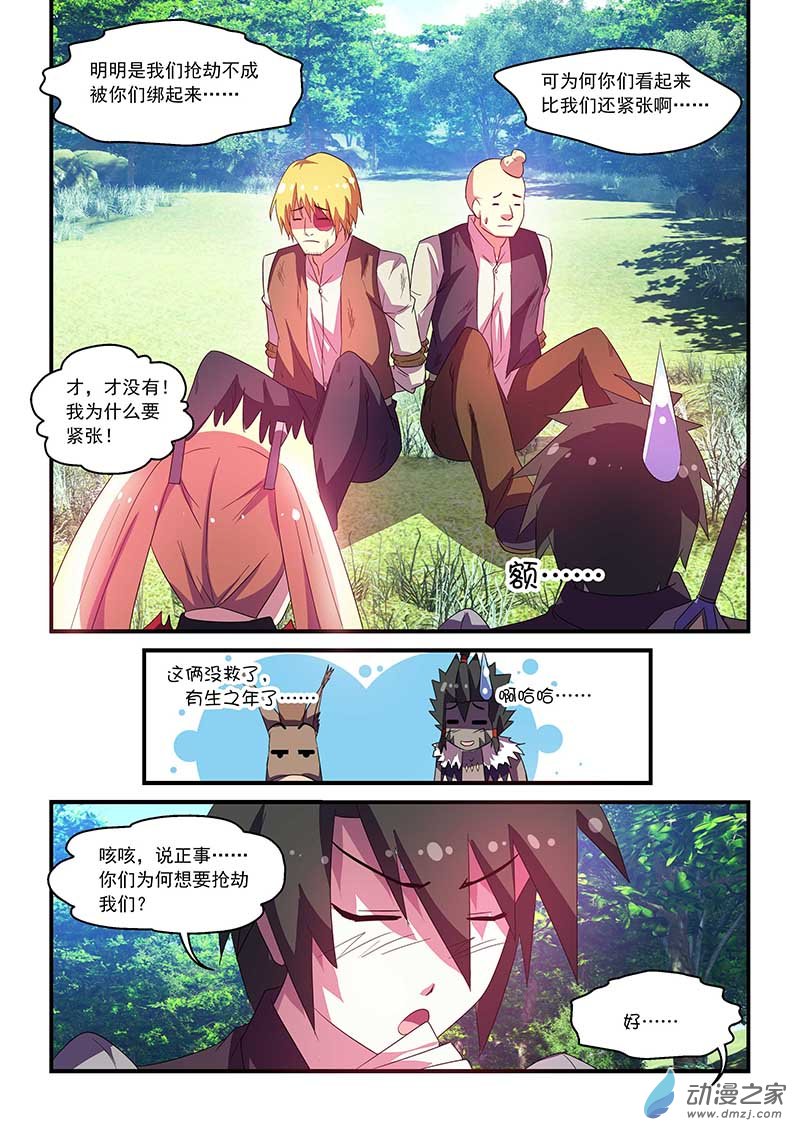 明明是我们抢劫不成
被你们绑起来……
可为何你们看起来
比我们还紧张啊……
才，才没有！
我为什么要
紧张！
额……
这俩没救了，
有生之年了……
啊哈哈……
咳咳，说正事……
你们为何想要抢劫
我们？
好……
动漫之家
www.dmzj.com